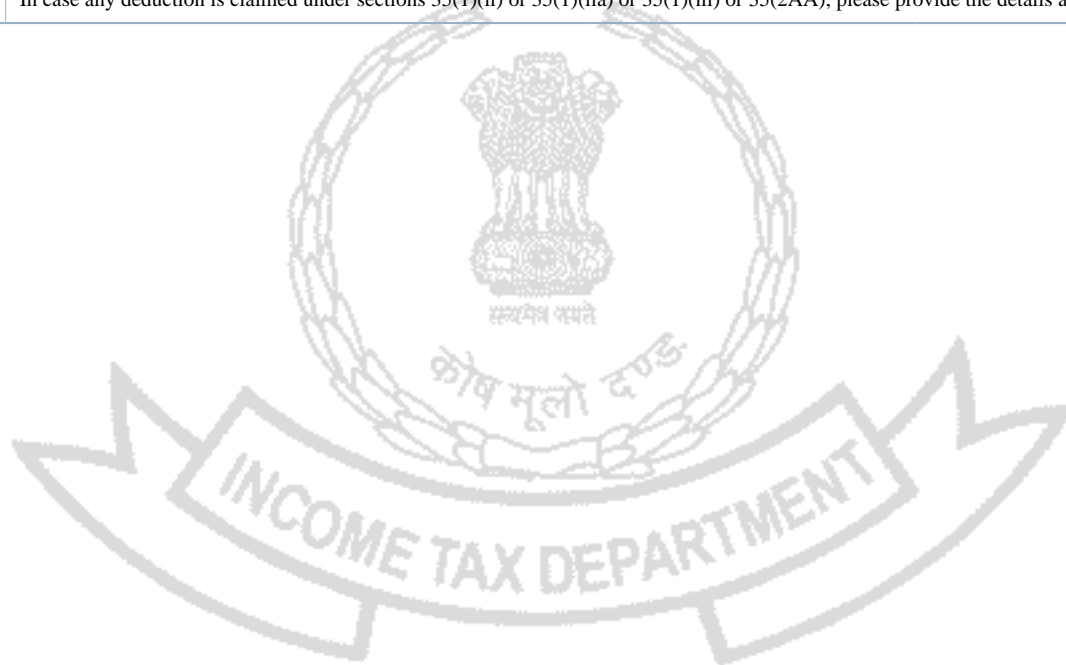 In case any deduction is claimed under sections 35(1)(ii) or 35(1)(iia) or 35(1)(iii) or 35(2AA), please provide the details a
सत्यमेव जयते
कोष मूलो दण्डः
INCOME TAX DEPARTMENT